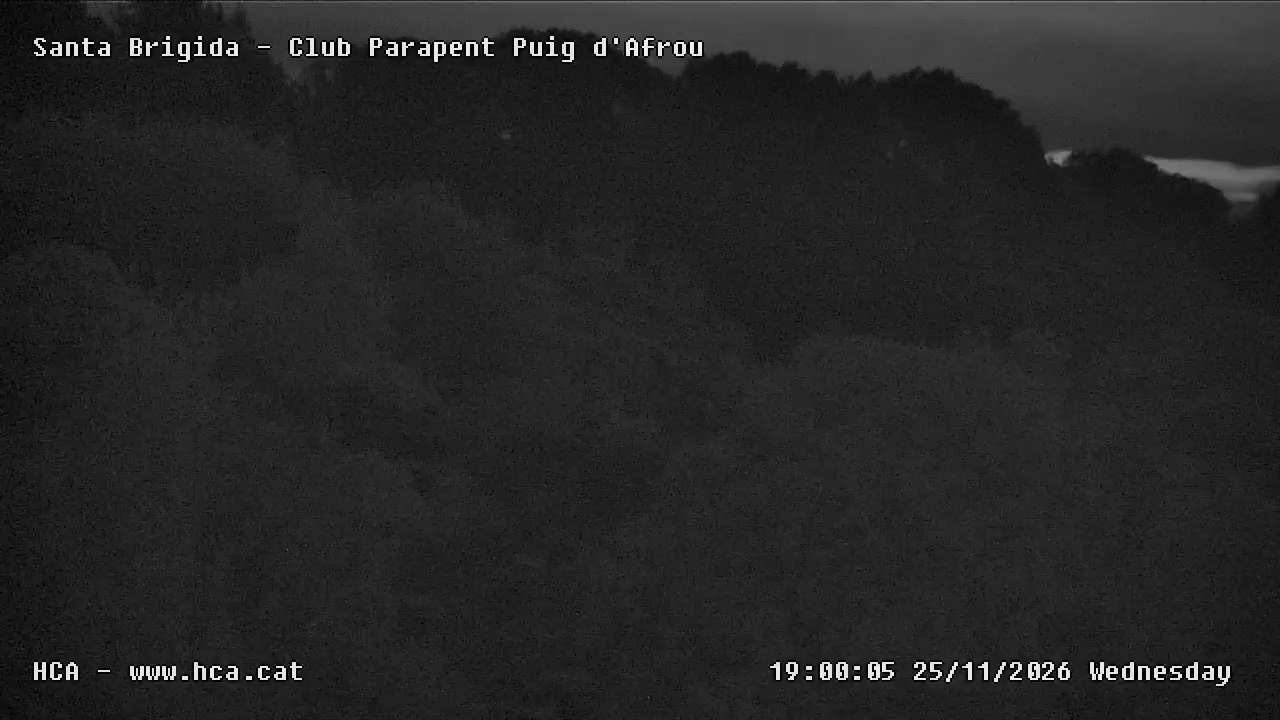 Santa Brigida - Club Parapent Puig d'Afrou
HCA - www.hca.cat
19:00:05 25/11/2026 Wednesday